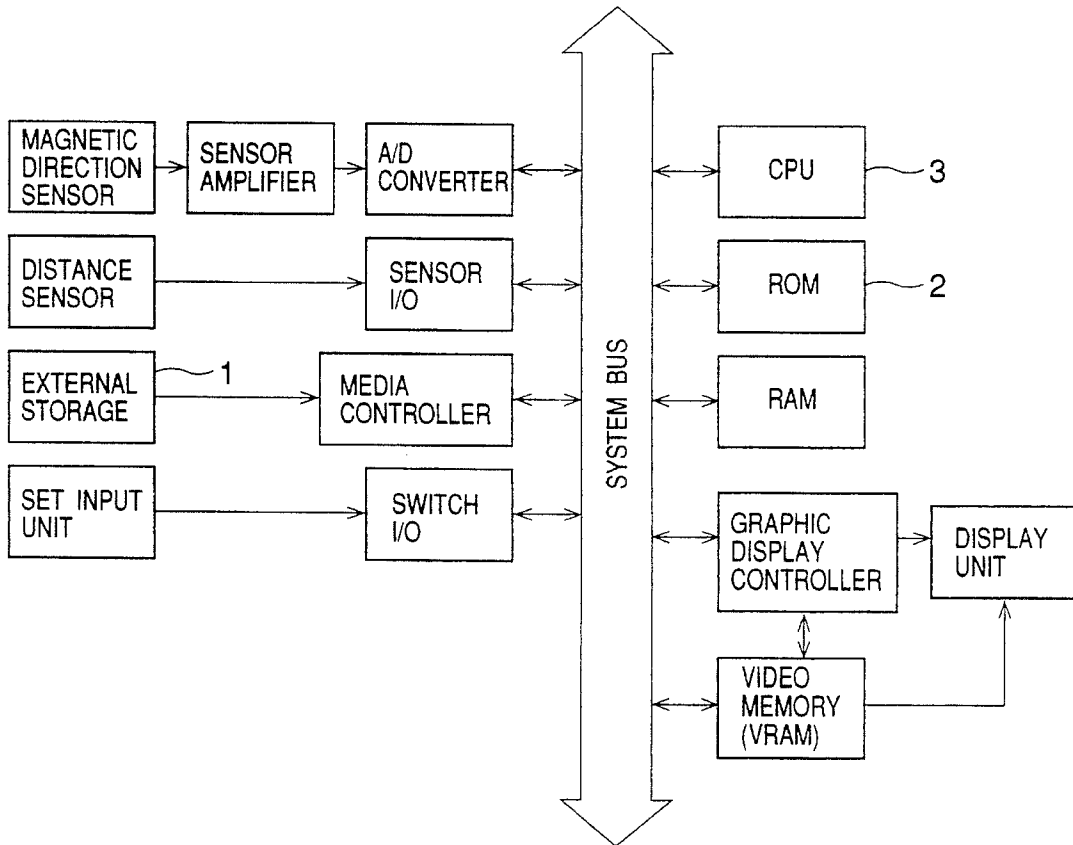 MAGNETIC
DIRECTION
SENSOR
SENSOR
AMPLIFIER
A/D
CONVERTER
CPU
3
DISTANCE
SENSOR
SENSOR
I/O
ROM
2
EXTERNAL
STORAGE
1
MEDIA
CONTROLLER
SYSTEM BUS
RAM
SET INPUT
UNIT
SWITCH
I/O
GRAPHIC
DISPLAY
CONTROLLER
DISPLAY
UNIT
VIDEO
MEMORY
(VRAM)